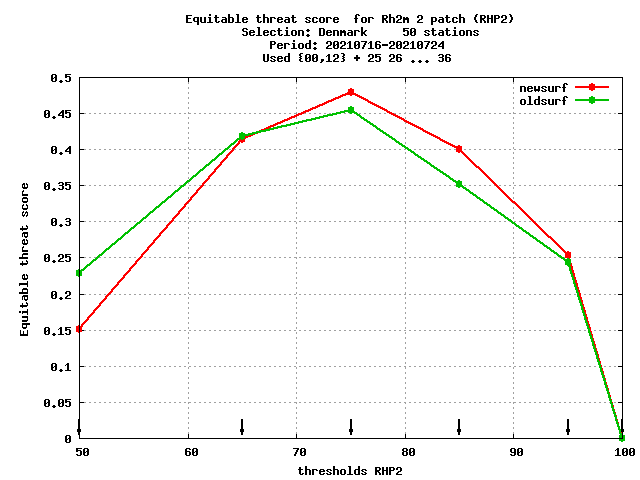 Equitable threat score  for Rh2m 2 patch (RHP2)
Selection: Denmark     50 stations
Period: 20210716-20210724
Used {00,12} + 25 26 ... 36
newsurf
oldsurf
Equitable threat score
0.5
0.45
0.4
0.35
0.3
0.25
0.2
0.15
0.1
0.05
0
50 60 70 80 90 100
thresholds RHP2